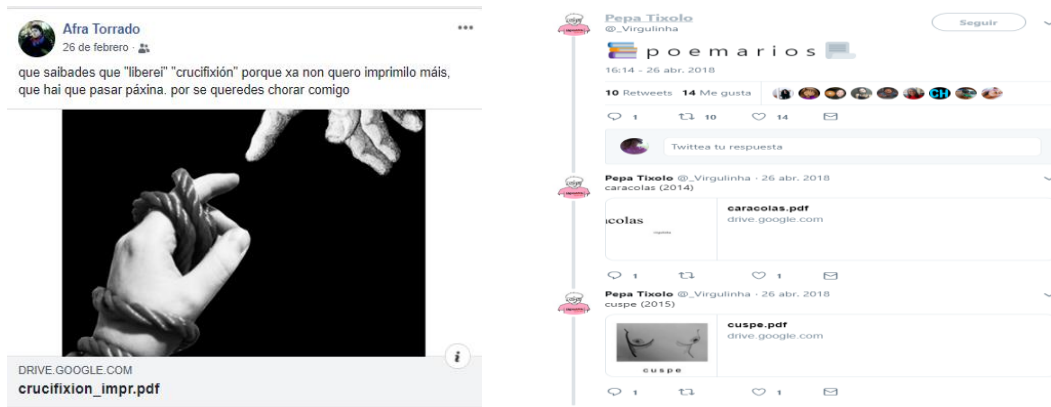 Afra Torrado
26 de febrero
que saibades que "liberei" "crucifixión" porque xa non quero imprimilo máis,
que hai que pasar páxina. por se queredes chorar comigo
DRIVE.GOOGLE.COM
crucifixion_impr.pdf
Pepa Tixolo
@_Virgulinha
Seguir
poemarios
16:14 - 26 abr. 2018
10 Retweets 14 Me gusta
CH
1 10 14
Twittea tu respuesta
Pepa Tixolo @_Virgulinha · 26 abr. 2018
caracolas (2014)
acolas
caracolas.pdf
drive.google.com
1 1
Pepa Tixolo @_Virgulinha · 26 abr. 2018
cuspe (2015)
cuspe
cuspe.pdf
drive.google.com
1 1